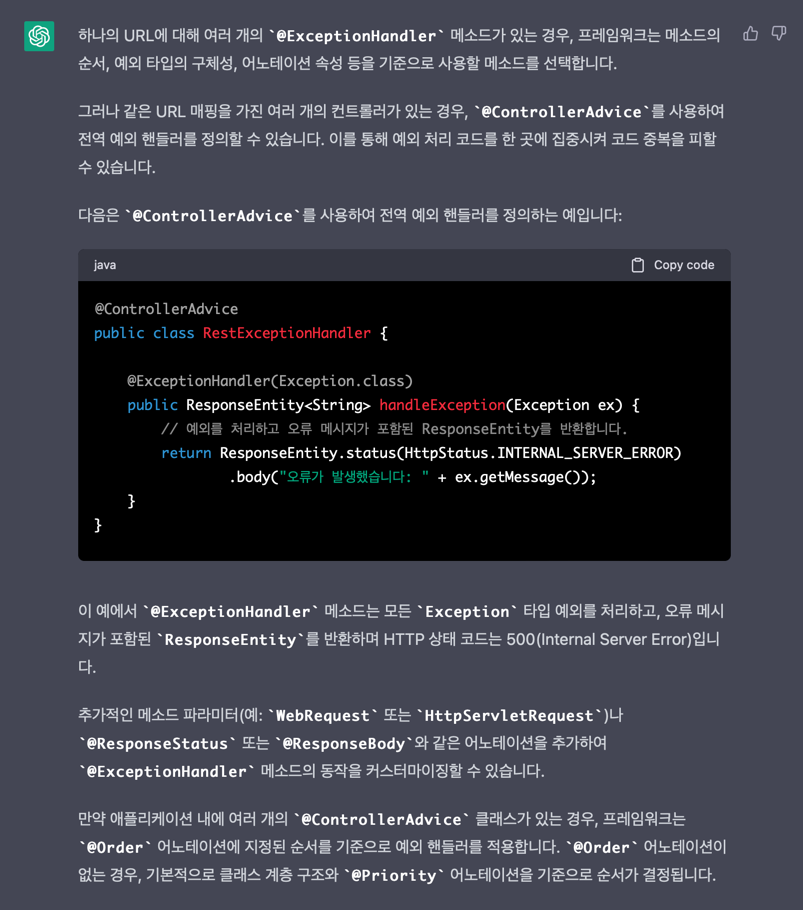 하나의 URL에 대해 여러 개의 `@ExceptionHandler` 메소드가 있는 경우, 프레임워크는 메소드의
순서, 예외 타입의 구체성, 어노테이션 속성 등을 기준으로 사용할 메소드를 선택합니다.
그러나 같은 URL 매핑을 가진 여러 개의 컨트롤러가 있는 경우, `@ControllerAdvice`를 사용하여
전역 예외 핸들러를 정의할 수 있습니다. 이를 통해 예외 처리 코드를 한 곳에 집중시켜 코드 중복을 피할
수 있습니다.
다음은 `@ControllerAdvice`를 사용하여 전역 예외 핸들러를 정의하는 예입니다:
java
Copy code
@ControllerAdvice
public class RestExceptionHandler {
@ExceptionHandler(Exception.class)
public ResponseEntity<String> handleException(Exception ex) {
// 예외를 처리하고 오류 메시지가 포함된 ResponseEntity를 반환합니다.
return ResponseEntity.status(HttpStatus.INTERNAL_SERVER_ERROR)
.body("오류가 발생했습니다: " + ex.getMessage());
}
}
이 예에서 `@ExceptionHandler` 메소드는 모든 `Exception` 타입 예외를 처리하고, 오류 메시
지가 포함된 `ResponseEntity`를 반환하며 HTTP 상태 코드는 500(Internal Server Error)입니
다.
추가적인 메소드 파라미터(예: `WebRequest` 또는 `HttpServletRequest`)나
`@ResponseStatus` 또는 `@ResponseBody`와 같은 어노테이션을 추가하여
`@ExceptionHandler` 메소드의 동작을 커스터마이징할 수 있습니다.
만약 애플리케이션 내에 여러 개의 `@ControllerAdvice` 클래스가 있는 경우, 프레임워크는
`@Order` 어노테이션에 지정된 순서를 기준으로 예외 핸들러를 적용합니다. `@Order` 어노테이션이
없는 경우, 기본적으로 클래스 계층 구조와 `@Priority` 어노테이션을 기준으로 순서가 결정됩니다.